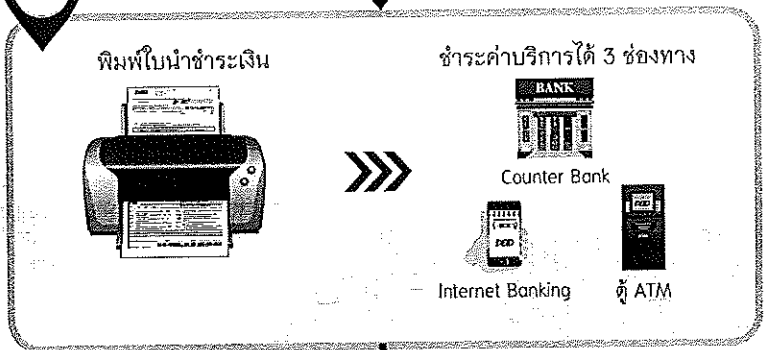 พิมพ์ใบนำชำระเงิน
ชำระค่าบริการได้ 3 ช่องทาง
BANK
Counter Bank
Internet Banking
ตู้ ATM